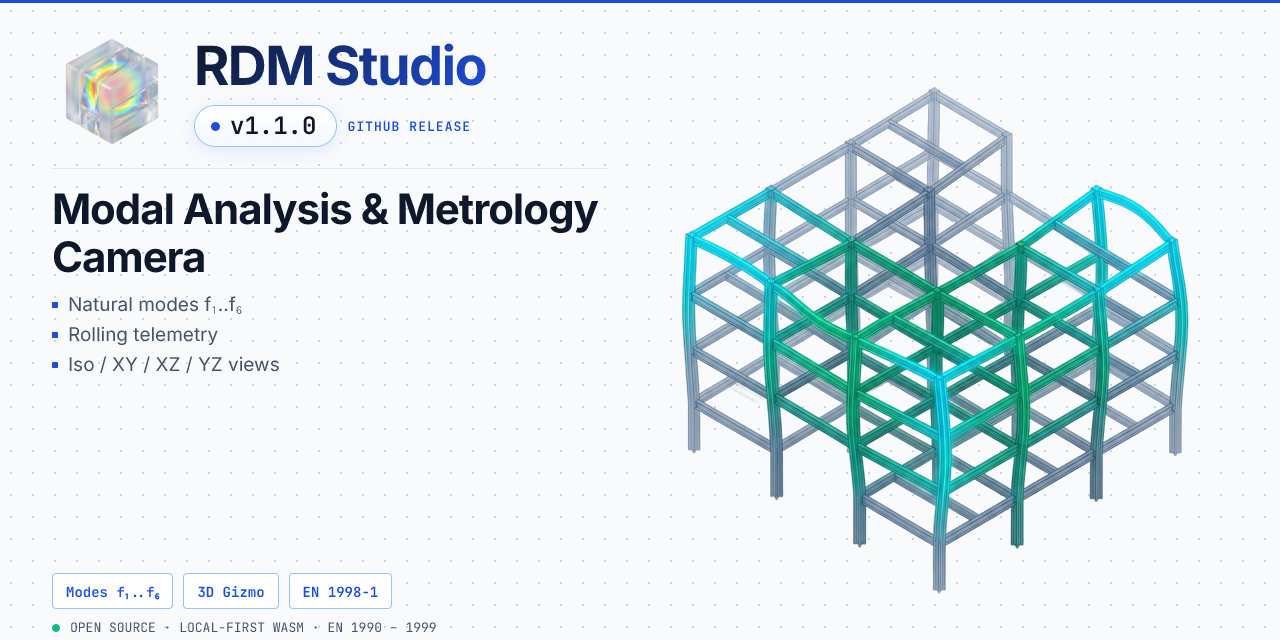 RDM Studio
v1.1.0
GITHUB RELEASE
Modal Analysis & Metrology
Camera
Natural modes f₁..f₆
Rolling telemetry
Iso / XY / XZ / YZ views
Modes f₁..f₆
3D Gizmo
EN 1998-1
OPEN SOURCE · LOCAL-FIRST WASM · EN 1990 – 1999